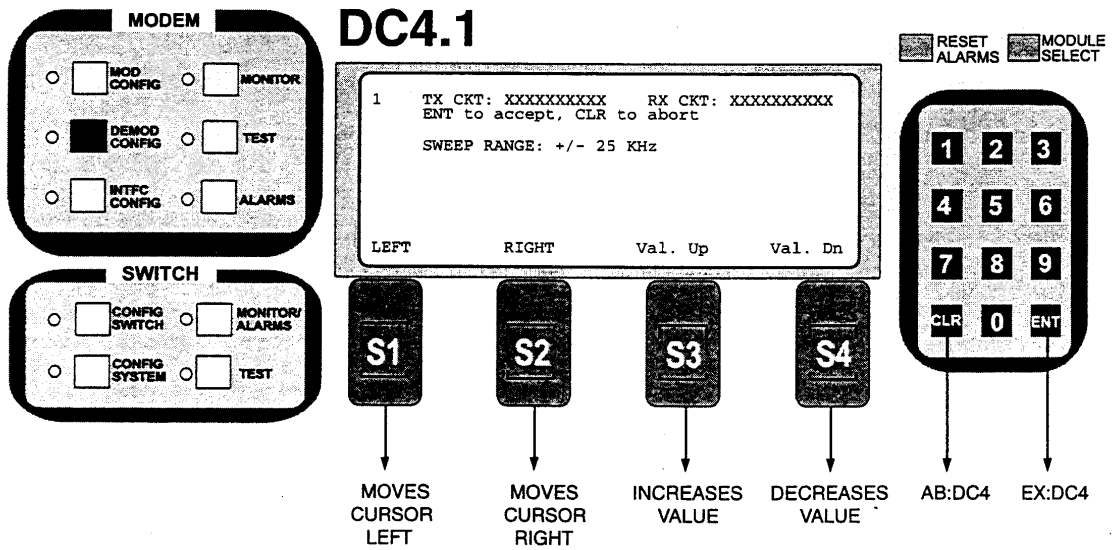 MODEM
MOD CONFIG
MONITOR
DEMOD CONFIG
TEST
INTFC CONFIG
ALARMS
SWITCH
CONFIG SWITCH
MONITOR/ ALARMS
CONFIG SYSTEM
TEST
DC4.1
1 TX CKT: XXXXXXXXXX RX CKT: XXXXXXXXXX
ENT to accept, CLR to abort
SWEEP RANGE: +/- 25 KHz
LEFT RIGHT Val. Up Val. Dn
S1 S2 S3 S4
MOVES CURSOR LEFT
MOVES CURSOR RIGHT
INCREASES VALUE
DECREASES VALUE
RESET ALARMS
MODULE SELECT
1 2 3
4 5 6
7 8 9
CLR 0 ENT
AB:DC4 EX:DC4